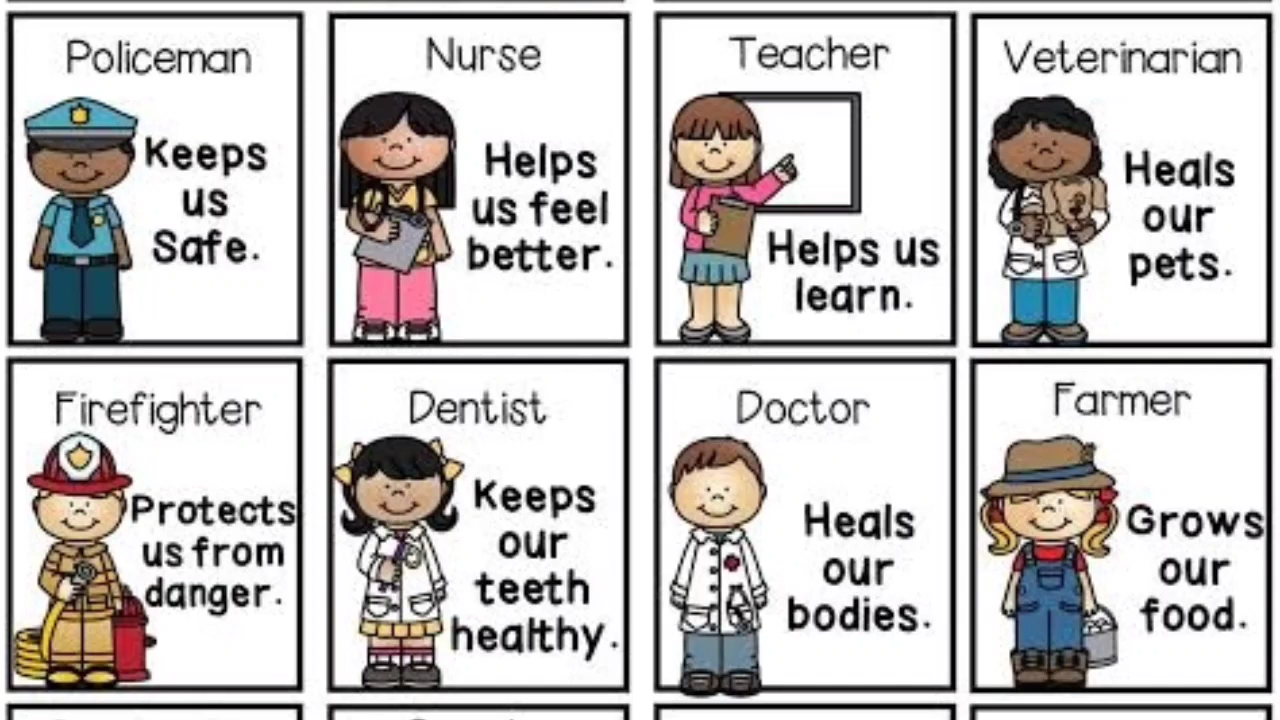 Policeman
Keeps
us
Safe.
Nurse
Helps
us feel
better.
Teacher
Helps us
learn.
Veterinarian
Heals
our
pets.
Firefighter
Protects
us from
danger.
Dentist
Keeps
our
teeth
healthy.
Doctor
Heals
our
bodies.
Farmer
Grows
our
food.